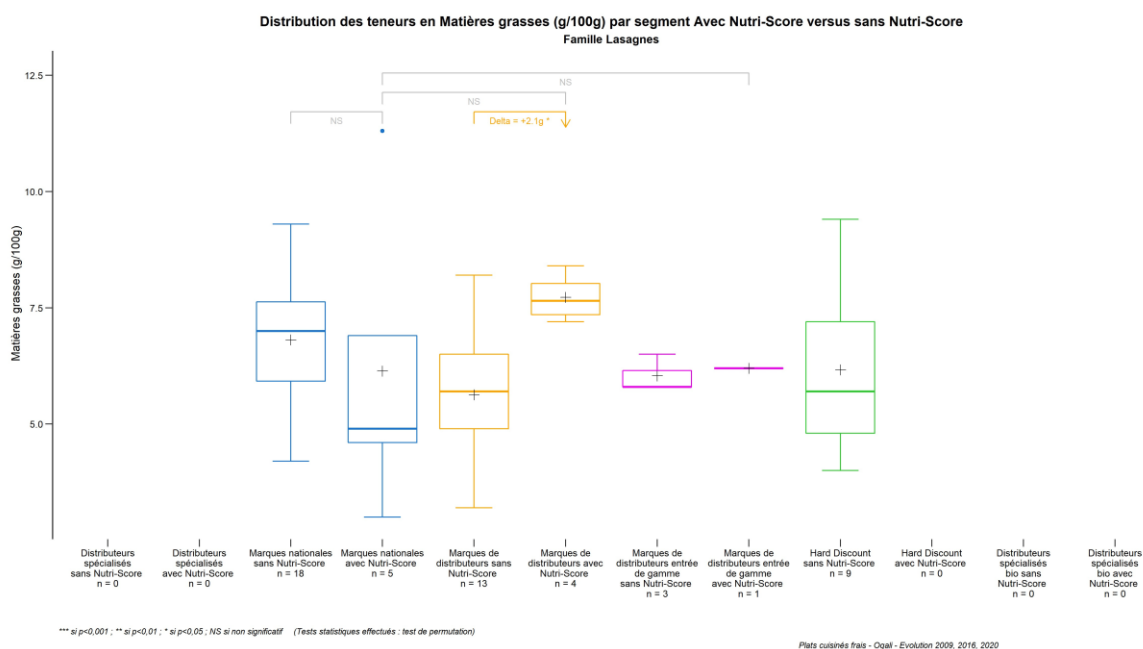 Distribution des teneurs en Matières grasses (g/100g) par segment Avec Nutri-Score versus sans Nutri-Score
Famille Lasagnes
Matières grasses (g/100g)
12.5
10.0
7.5
5.0
NS
NS
NS
Delta = +2.1g *
Distributeurs
spécialisés
sans Nutri-Score
n = 0
Distributeurs
spécialisés
avec Nutri-Score
n = 0
Marques nationales
sans Nutri-Score
n = 18
Marques nationales
avec Nutri-Score
n = 5
Marques de
distributeurs sans
Nutri-Score
n = 13
Marques de
distributeurs avec
Nutri-Score
n = 4
Marques de
distributeurs entrée
de gamme
sans Nutri-Score
n = 3
Marques de
distributeurs entrée
de gamme
avec Nutri-Score
n = 1
Hard Discount
sans Nutri-Score
n = 9
Hard Discount
avec Nutri-Score
n = 0
Distributeurs
spécialisés
bio sans
Nutri-Score
n = 0
Distributeurs
spécialisés
bio avec
Nutri-Score
n = 0
*** si p<0,001 ; ** si p<0,01 ; * si p<0,05 ; NS si non significatif (Tests statistiques effectués : test de permutation)
Plats cuisinés frais - Oqali - Evolution 2009, 2016, 2020